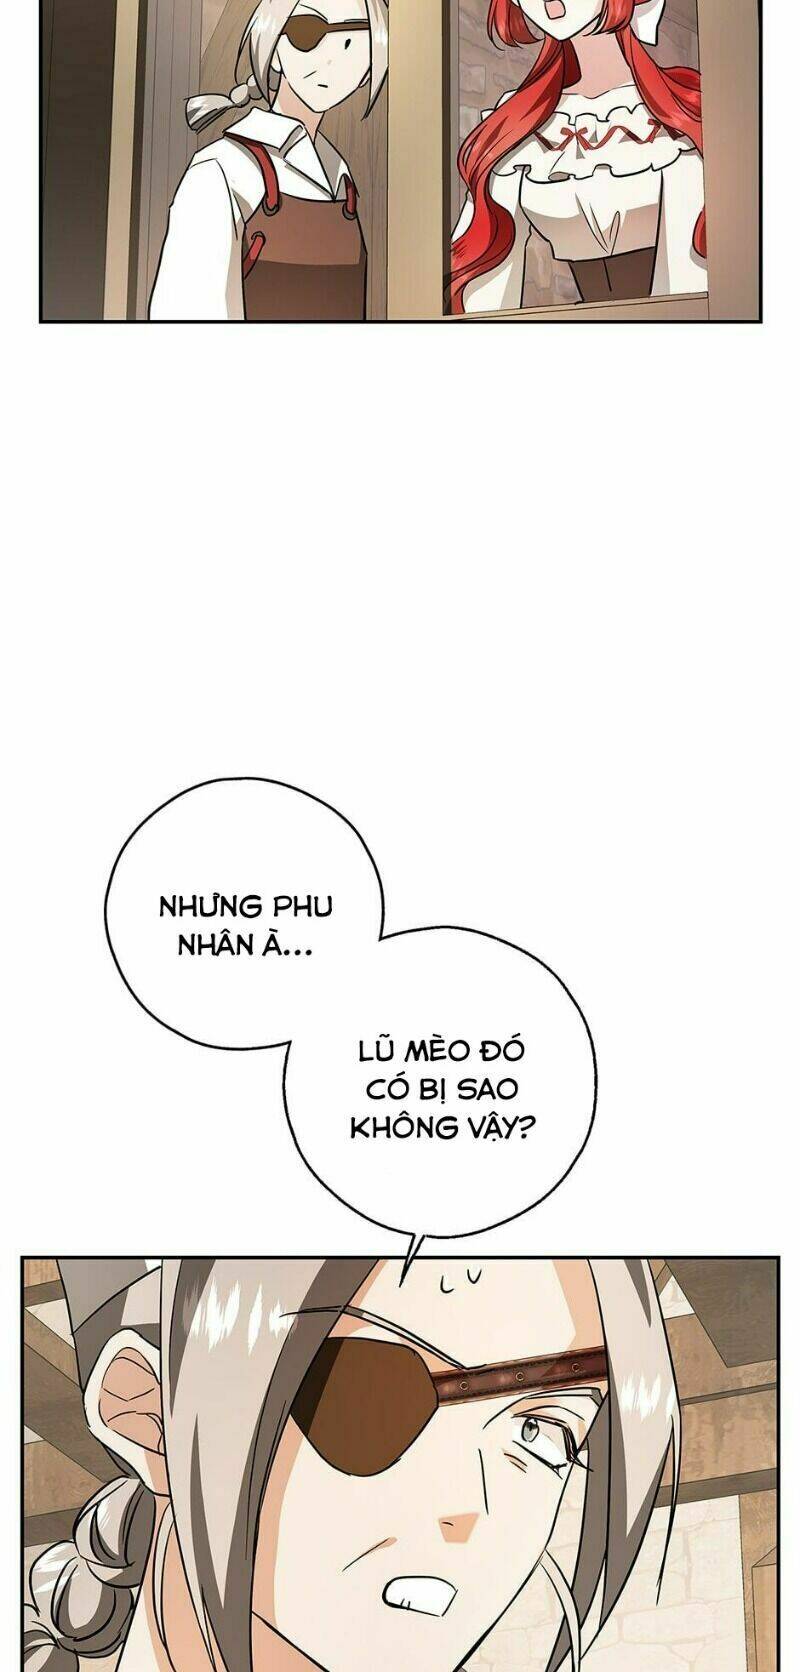 NHƯNG PHU
NHÂN À...
LŨ MÈO ĐÓ
CÓ BỊ SAO
KHÔNG VẬY?